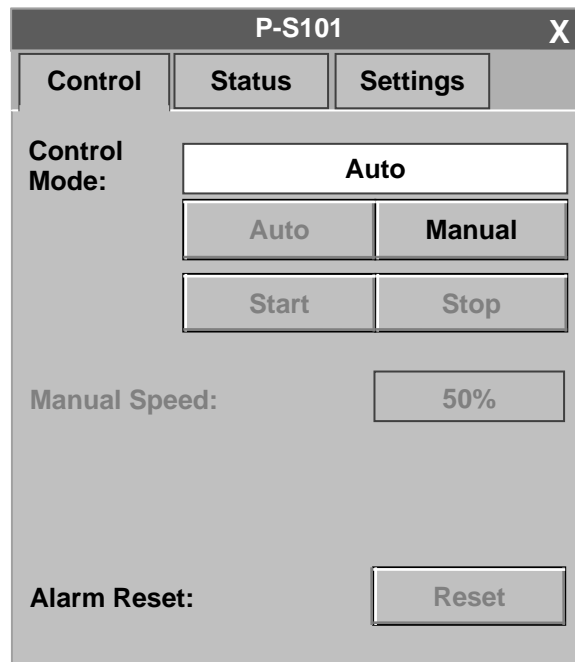 P-S101 X
Control Status Settings
Control
Mode:
Auto
Auto Manual
Start Stop
Manual Speed: 50%
Alarm Reset: Reset